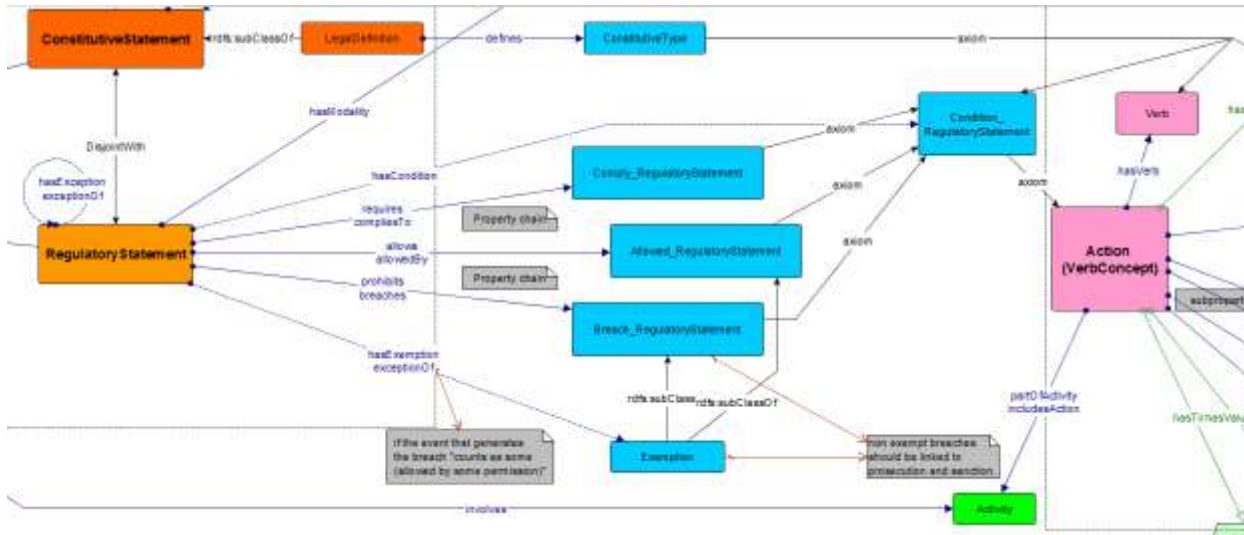 ConstitutiveStatement
rdfs:subClassOf
LegalDefinition
defines
ConstitutiveType
axiom
hasModality
Condition_
RegulatoryStatement
Verb
has
DisjointWith
axiom
hasException
exceptionOf
hasCondition
Comply_RegulatoryStatement
axiom
hasVerb
axiom
requires
compliesTo
Property chain
RegulatoryStatement
allows
allowedBy
Allowed_RegulatoryStatement
axiom
Action
(VerbConcept)
prohibits
breaches
Property chain
subpropert
Breach_RegulatoryStatement
hasExemption
exceptionOf
rdfs:subClass
rdfs:subClassOf
partOfActivity
includesAction
hasTimesValu
if the event that generates
the breach "counts as some
(allowed by some permission)"
Exemption
non exempt breaches
should be linked to
prosecution and sanction
involves
Activity